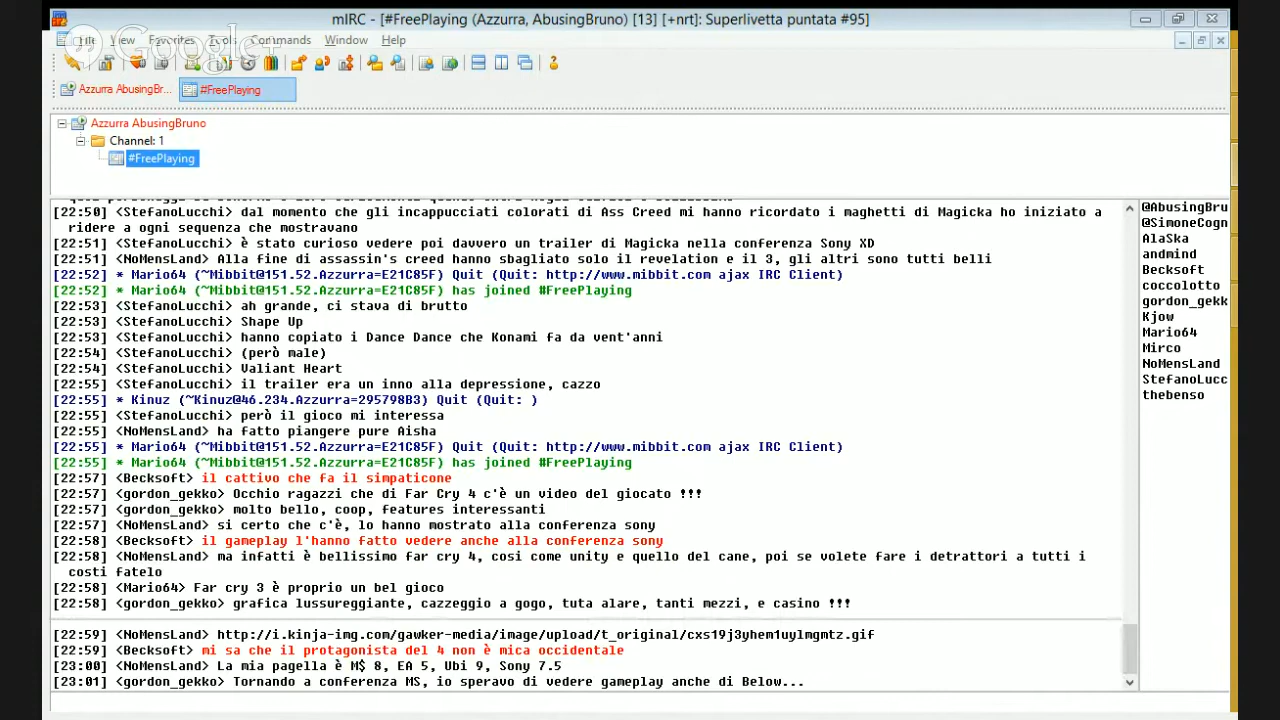 mIRC - [#FreePlaying (Azzurra, AbusingBruno) [13] [+nrt]: Superlivetta puntata #95]
File View Favorites Tools Commands Window Help
Azzurra AbusingBr... #FreePlaying
Azzurra AbusingBruno
Channel: 1
#FreePlaying
[22:50] <StefanoLucchi> dal momento che gli incappucciati colorati di Ass Creed mi hanno ricordato i maghetti di Magicka ho iniziato a
ridere a ogni sequenza che mostravano
[22:51] <StefanoLucchi> è stato curioso vedere poi davvero un trailer di Magicka nella conferenza Sony XD
[22:51] <NoMensLand> Alla fine di assassin's creed hanno sbagliato solo il revelation e il 3, gli altri sono tutti belli
[22:52] * Mario64 (~Mibbit@151.52.Azzurra=E21C85F) Quit (Quit: http://www.mibbit.com ajax IRC Client)
[22:52] * Mario64 (~Mibbit@151.52.Azzurra=E21C85F) has joined #FreePlaying
[22:53] <StefanoLucchi> ah grande, ci stava di brutto
[22:53] <StefanoLucchi> Shape Up
[22:53] <StefanoLucchi> hanno copiato i Dance Dance che Konami fa da vent'anni
[22:54] <StefanoLucchi> (però male)
[22:54] <StefanoLucchi> Valiant Heart
[22:55] <StefanoLucchi> il trailer era un inno alla depressione, cazzo
[22:55] * Kinuz (~Kinuz@46.234.Azzurra=295798B3) Quit (Quit: )
[22:55] <StefanoLucchi> però il gioco mi interessa
[22:55] <NoMensLand> ha fatto piangere pure Aisha
[22:55] * Mario64 (~Mibbit@151.52.Azzurra=E21C85F) Quit (Quit: http://www.mibbit.com ajax IRC Client)
[22:55] * Mario64 (~Mibbit@151.52.Azzurra=E21C85F) has joined #FreePlaying
[22:57] <Becksoft> il cattivo che fa il simpaticone
[22:57] <gordon_gekko> Occhio ragazzi che di Far Cry 4 c'è un video del giocato !!!
[22:57] <gordon_gekko> molto bello, coop, features interessanti
[22:57] <NoMensLand> si certo che c'è, lo hanno mostrato alla conferenza sony
[22:58] <Becksoft> il gameplay l'hanno fatto vedere anche alla conferenza sony
[22:58] <NoMensLand> ma infatti è bellissimo far cry 4, cosi come unity e quello del cane, poi se volete fare i detrattori a tutti i
costi fatelo
[22:58] <Mario64> Far cry 3 è proprio un bel gioco
[22:58] <gordon_gekko> grafica lussureggiante, cazzeggio a gogo, tuta alare, tanti mezzi, e casino !!!
[22:59] <NoMensLand> http://i.kinja-img.com/gawker-media/image/upload/t_original/cxs19j3yhem1uylmgmtz.gif
[22:59] <Becksoft> mi sa che il protagonista del 4 non è mica occidentale
[23:00] <NoMensLand> La mia pagella è M$ 8, EA 5, Ubi 9, Sony 7.5
[23:01] <gordon_gekko> Tornando a conferenza MS, io speravo di vedere gameplay anche di Below...
@AbusingBru
@SimoneCogn
AlaSka
andmind
Becksoft
coccolotto
gordon_gekk
Kjow
Mario64
Mirco
NoMensLand
StefanoLucc
thebenso